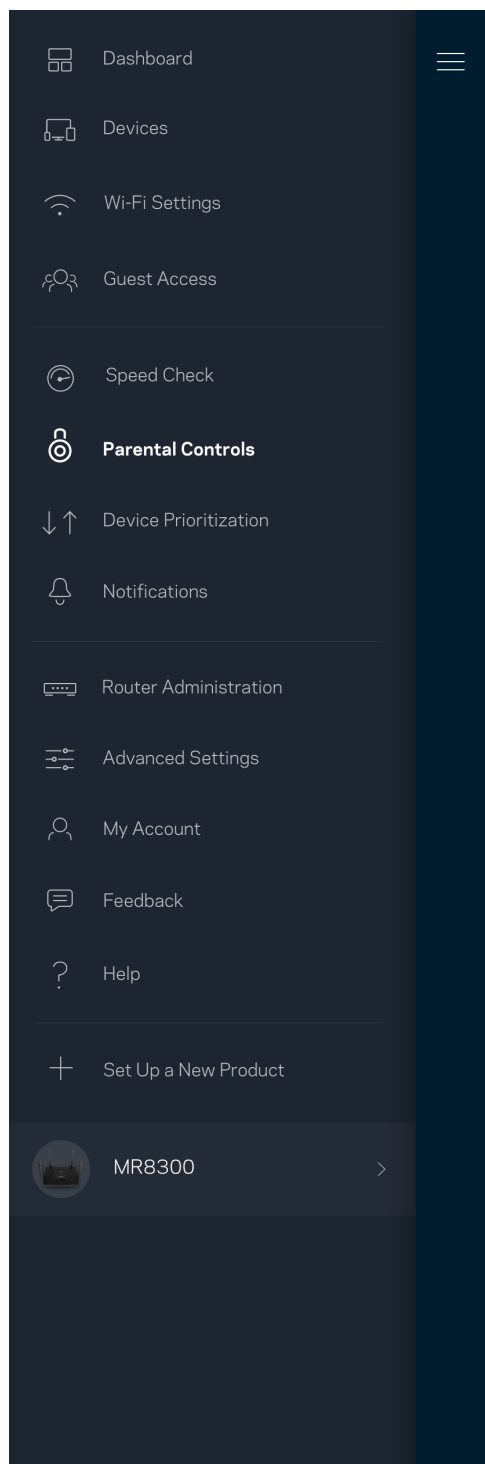 Dashboard
Devices
Wi-Fi Settings
Guest Access
Speed Check
Parental Controls
Device Prioritization
Notifications
Router Administration
Advanced Settings
My Account
Feedback
Help
Set Up a New Product
MR8300